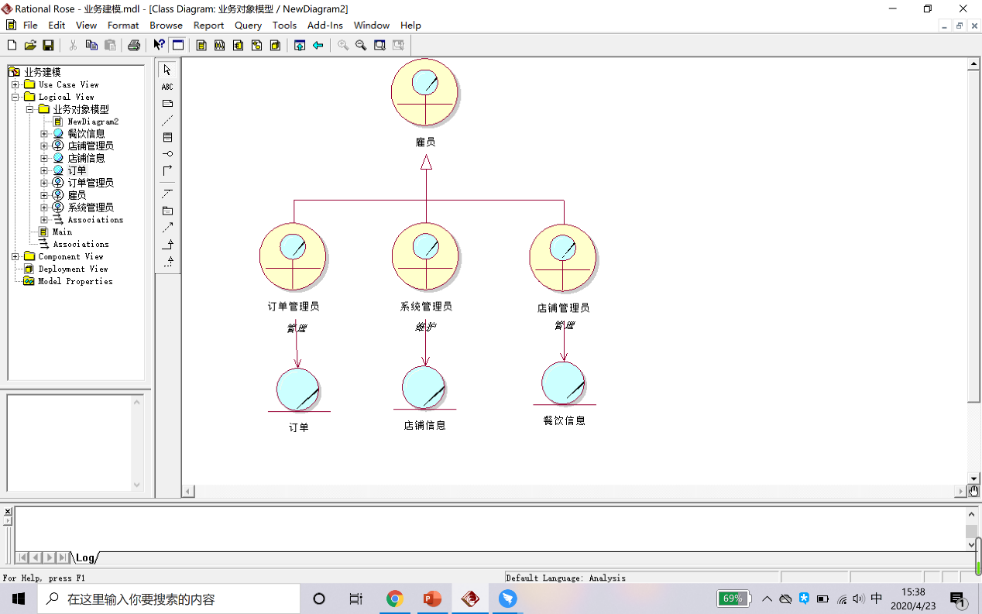 Rational Rose - 业务建模.mdl - [Class Diagram: 业务对象模型 / NewDiagram2]
File Edit View Format Browse Report Query Tools Add-Ins Window Help
业务建模
Use Case View
Logical View
业务对象模型
NewDiagram2
餐饮信息
店铺管理员
店铺信息
订单
订单管理员
雇员
系统管理员
Associations
Main
Associations
Component View
Deployment View
Model Properties
ABC
雇员
订单管理员 系统管理员 店铺管理员
管理 维护 管理
订单 店铺信息 餐饮信息
Log
For Help, press F1 Default Language: Analysis
在这里输入你要搜索的内容
69%
中
15:38
2020/4/23
1